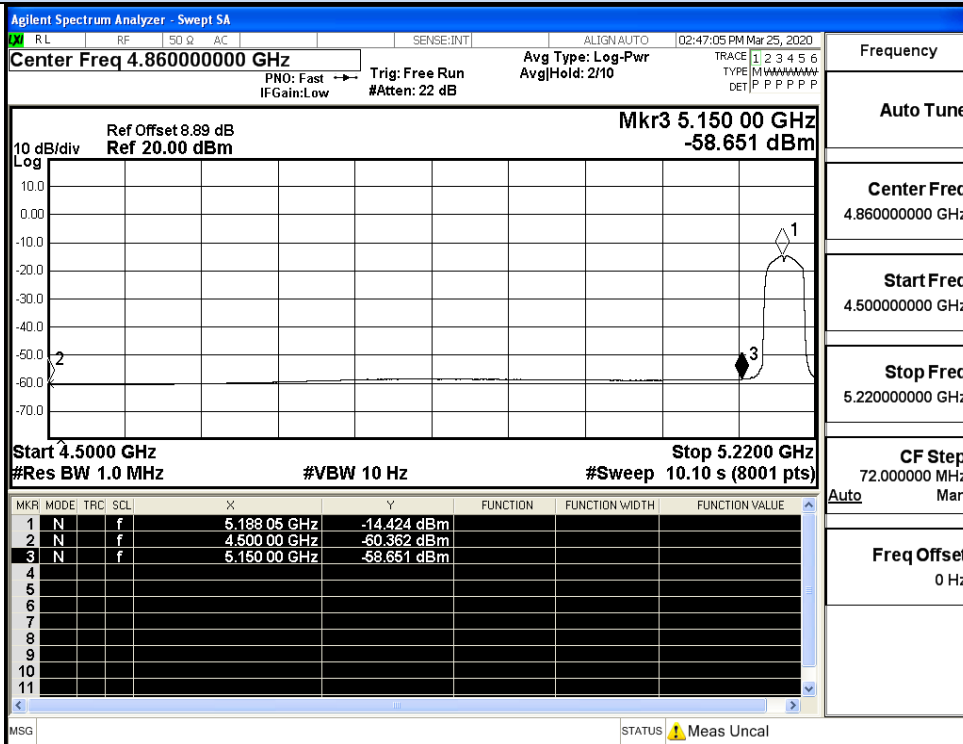 Agilent Spectrum Analyzer - Swept SA
LXI RL RF 50 Ω AC SENSE:INT ALIGN AUTO 02:47:05 PM Mar 25, 2020
Center Freq 4.860000000 GHz
PNO: Fast
IFGain:Low
Trig: Free Run
#Atten: 22 dB
Avg Type: Log-Pwr
Avg|Hold: 2/10
TRACE 1 2 3 4 5 6
TYPE M WWWWW
DET P P P P P P
Ref Offset 8.89 dB
10 dB/div Ref 20.00 dBm
Log
Mkr3 5.150 00 GHz
-58.651 dBm
10.0
0.00
-10.0
-20.0
-30.0
-40.0
-50.0
-60.0
-70.0
1
2
3
Start 4.5000 GHz Stop 5.2200 GHz
#Res BW 1.0 MHz #VBW 10 Hz #Sweep 10.10 s (8001 pts)
MKR MODE TRC SCL X Y FUNCTION FUNCTION WIDTH FUNCTION VALUE
1 N f 5.188 05 GHz -14.424 dBm
2 N f 4.500 00 GHz -60.362 dBm
3 N f 5.150 00 GHz -58.651 dBm
4
5
6
7
8
9
10
11
MSG STATUS Meas Uncal
Frequency
Auto Tune
Center Freq
4.860000000 GHz
Start Freq
4.500000000 GHz
Stop Freq
5.220000000 GHz
CF Step
72.000000 MHz
Auto Man
Freq Offset
0 Hz